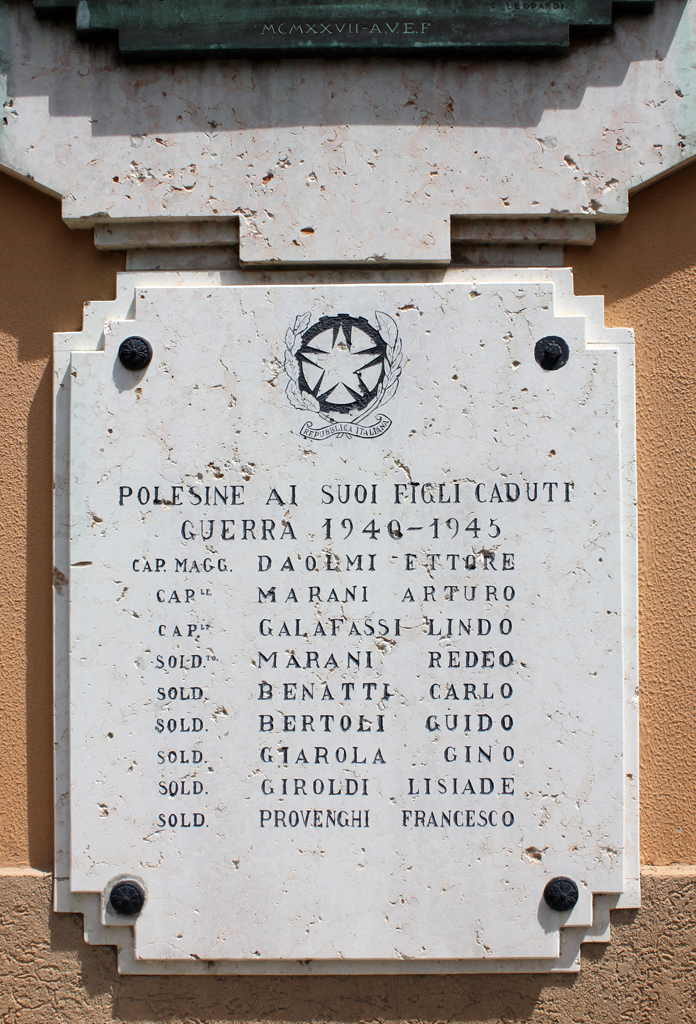 G. LEOPARDI
MCMXXVII - A.V.E.F
REPUBBLICA ITALIANA
POLESINE AI SUOI FIGLI CADUTI
GUERRA 1940-1945
CAP. MAGG. DAOLMI ETTORE
CAP.LE MARANI ARTURO
CAP.LE GALAFASSI LINDO
SOLD.TO. MARANI REDEO
SOLD. BENATTI CARLO
SOLD. BERTOLI GUIDO
SOLD. GIAROLA GINO
SOLD. GIROLDI LISIADE
SOLD. PROVENGHI FRANCESCO